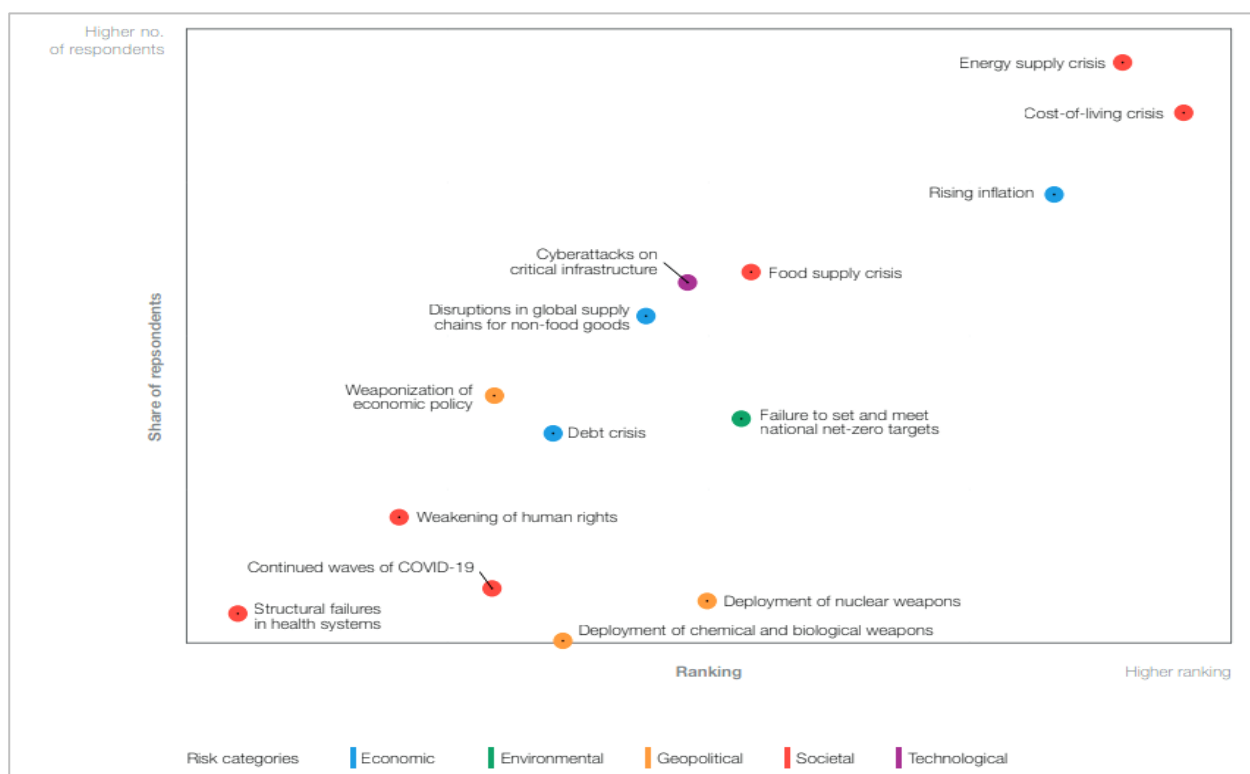 Higher no.
of respondents
Energy supply crisis
Cost-of-living crisis
Rising inflation
Cyberattacks on
critical infrastructure
Food supply crisis
Disruptions in global supply
chains for non-food goods
Share of repsondents
Weaponization of
economic policy
Failure to set and meet
national net-zero targets
Debt crisis
Weakening of human rights
Continued waves of COVID-19
Structural failures
in health systems
Deployment of nuclear weapons
Deployment of chemical and biological weapons
Ranking
Higher ranking
Risk categories
Economic
Environmental
Geopolitical
Societal
Technological